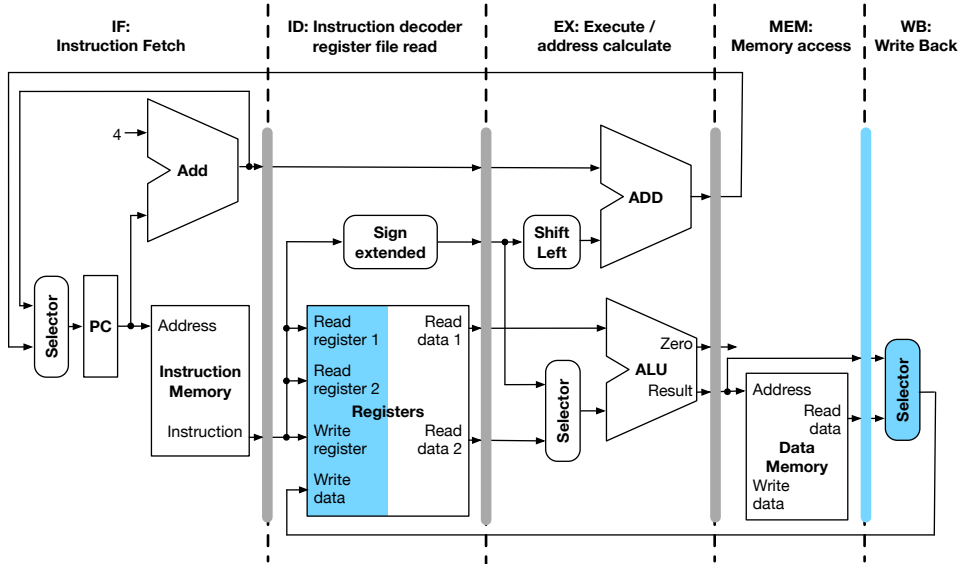 IF:
Instruction Fetch
ID: Instruction decoder
register file read
EX: Execute /
address calculate
MEM:
Memory access
WB:
Write Back
4
Add
ADD
Sign
extended
Shift
Left
Selector
PC
Address
Instruction
Memory
Instruction
Read
register 1
Read
register 2
Registers
Write
register
Write
data
Read
data 1
Read
data 2
Selector
Zero
ALU
Result
Address
Read
data
Data
Memory
Write
data
Selector